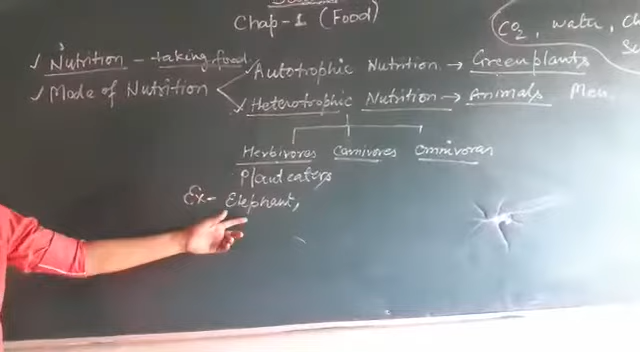 Chap-1 (Food)
CO2, water,
✓ Nutrition - taking food
✓ Autotrophic Nutrition → Green plants
✓ Mode of Nutrition
✓ Heterotrophic Nutrition → Animals Men
Herbivores Carnivores Omnivores
Plant eaters
Ex- Elephant,